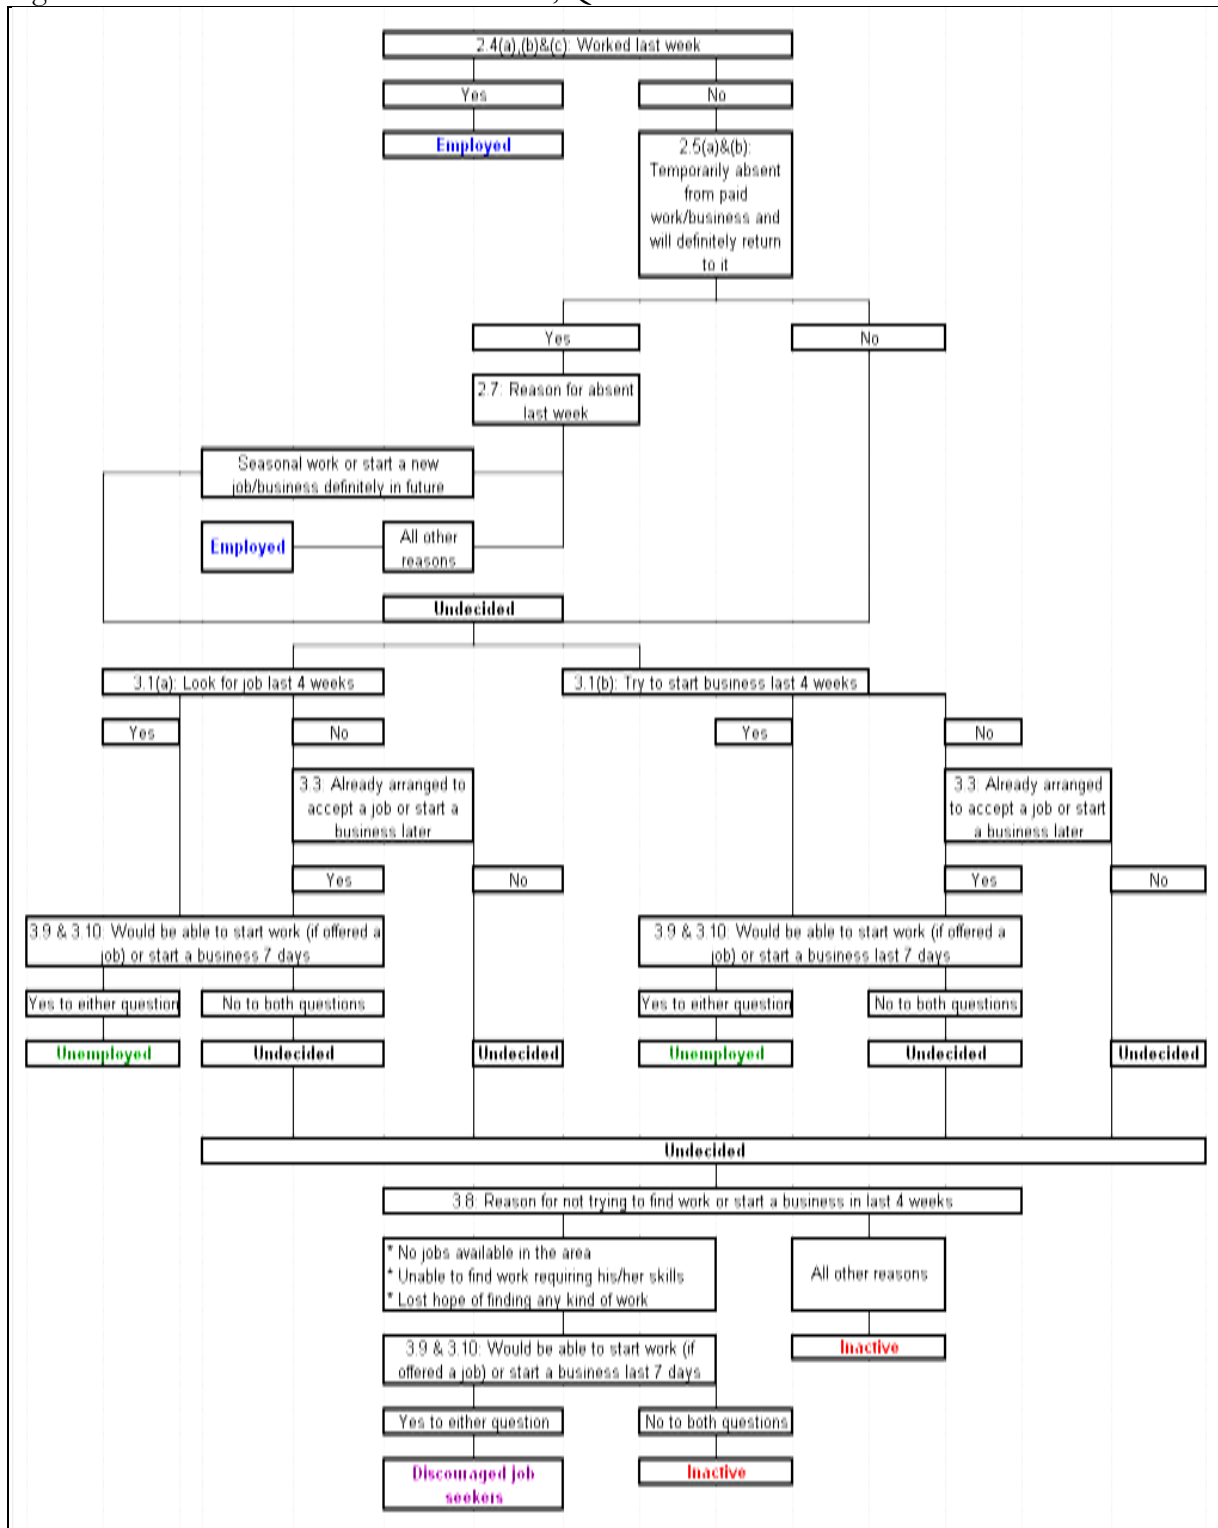 2.4(a),(b)&(c): Worked last week
Yes
No
Employed
2.5(a)&(b):
Temporarily absent
from paid
work/business and
will definitely return
to it
Yes
No
2.7: Reason for absent
last week
Seasonal work or start a new
job/business definitely in future
Employed
All other
reasons
Undecided
3.1(a): Look for job last 4 weeks
3.1(b): Try to start business last 4 weeks
Yes
No
Yes
No
3.3: Already arranged to
accept a job or start a
business later
3.3: Already arranged
to accept a job or start
a business later
Yes
No
Yes
No
3.9 & 3.10: Would be able to start work (if offered a
job) or start a business 7 days
3.9 & 3.10: Would be able to start work (if offered a
job) or start a business last 7 days
Yes to either question
No to both questions
Yes to either question
No to both questions
Unemployed
Undecided
Undecided
Unemployed
Undecided
Undecided
Undecided
3.8: Reason for not trying to find work or start a business in last 4 weeks
* No jobs available in the area
* Unable to find work requiring his/her skills
* Lost hope of finding any kind of work
All other reasons
Inactive
3.9 & 3.10: Would be able to start work (if
offered a job) or start a business last 7 days
Yes to either question
No to both questions
Discouraged job
seekers
Inactive